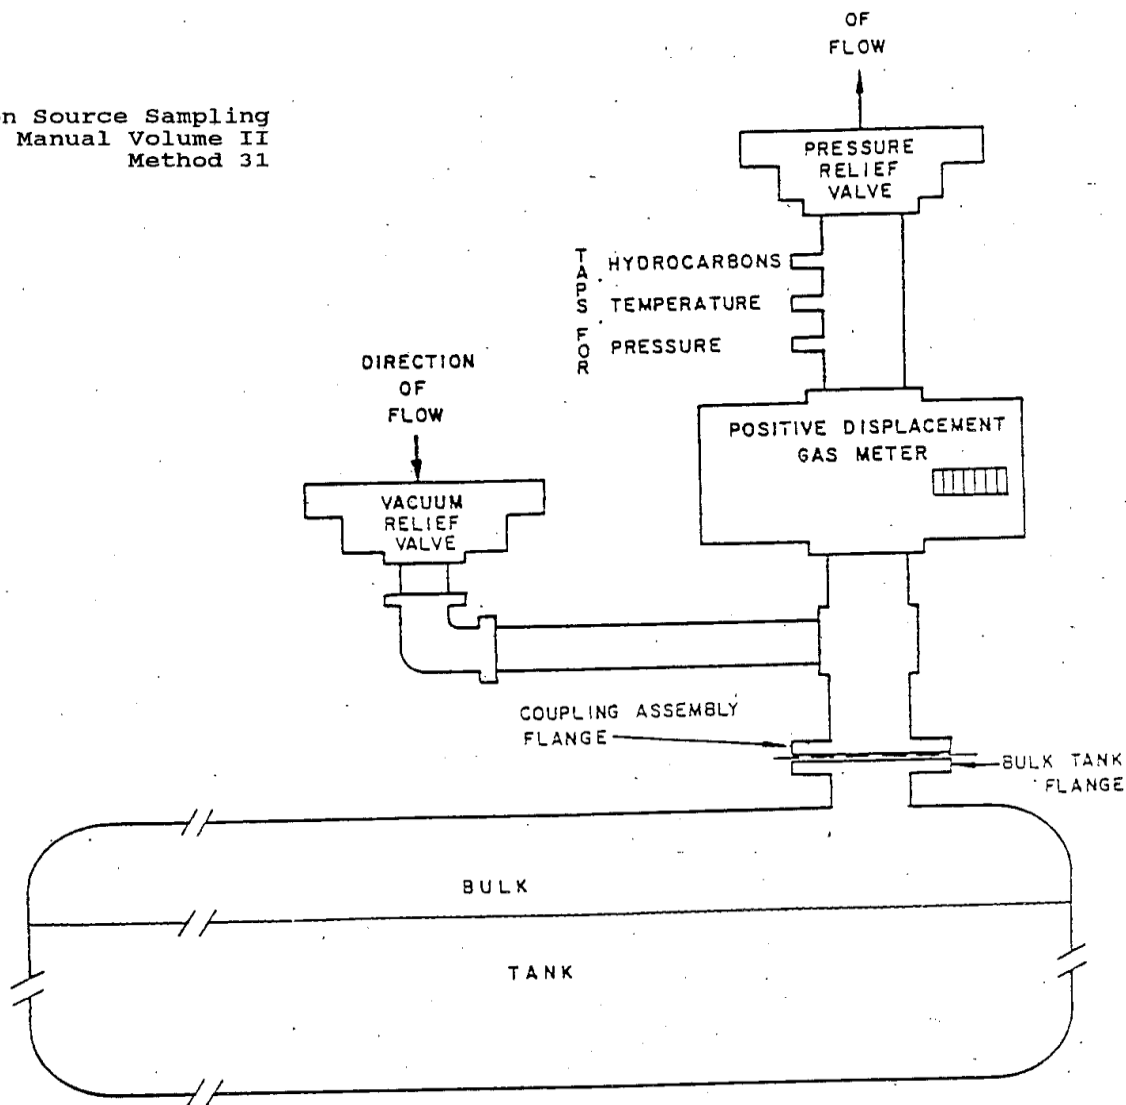 OF
FLOW
n Source Sampling
Manual Volume II
Method 31
PRESSURE
RELIEF
VALVE
TAPS FOR
HYDROCARBONS
TEMPERATURE
PRESSURE
DIRECTION
OF
FLOW
POSITIVE DISPLACEMENT
GAS METER
VACUUM
RELIEF
VALVE
COUPLING ASSEMBLY
FLANGE
BULK TANK
FLANGE
BULK
TANK